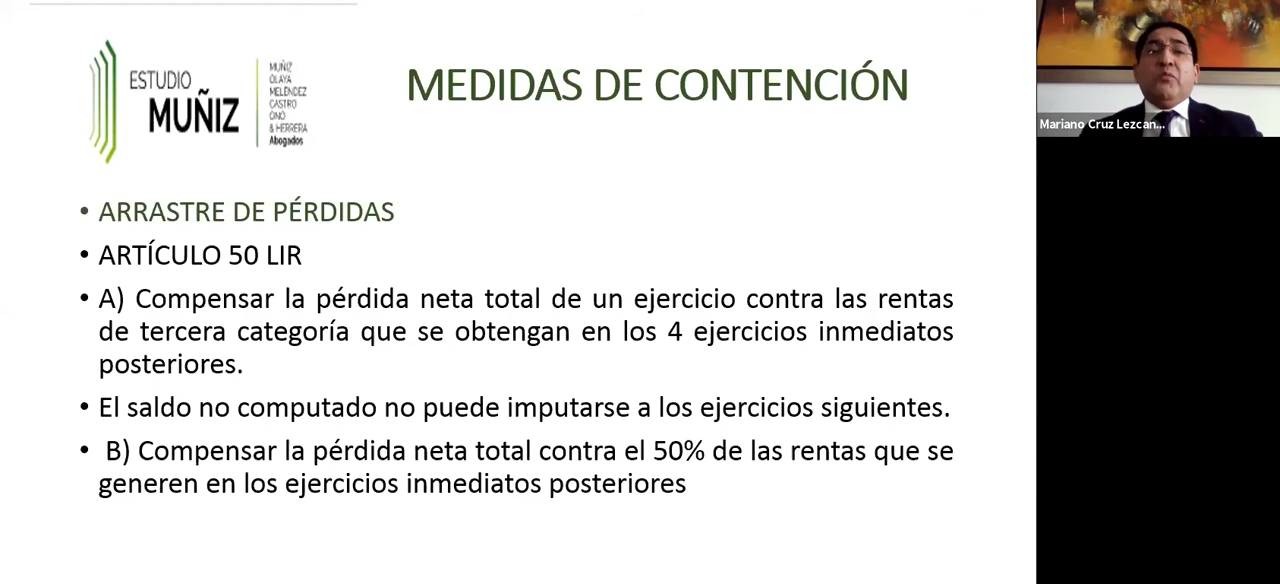 ESTUDIO
MUÑIZ
MUÑIZ
OLAYA
MELÉNDEZ
CASTRO
ONO
& HERRERA
Abogados
MEDIDAS DE CONTENCIÓN
Mariano Cruz Lezcan...
• ARRASTRE DE PÉRDIDAS
• ARTÍCULO 50 LIR
• A) Compensar la pérdida neta total de un ejercicio contra las rentas
de tercera categoría que se obtengan en los 4 ejercicios inmediatos
posteriores.
• El saldo no computado no puede imputarse a los ejercicios siguientes.
• B) Compensar la pérdida neta total contra el 50% de las rentas que se
generen en los ejercicios inmediatos posteriores